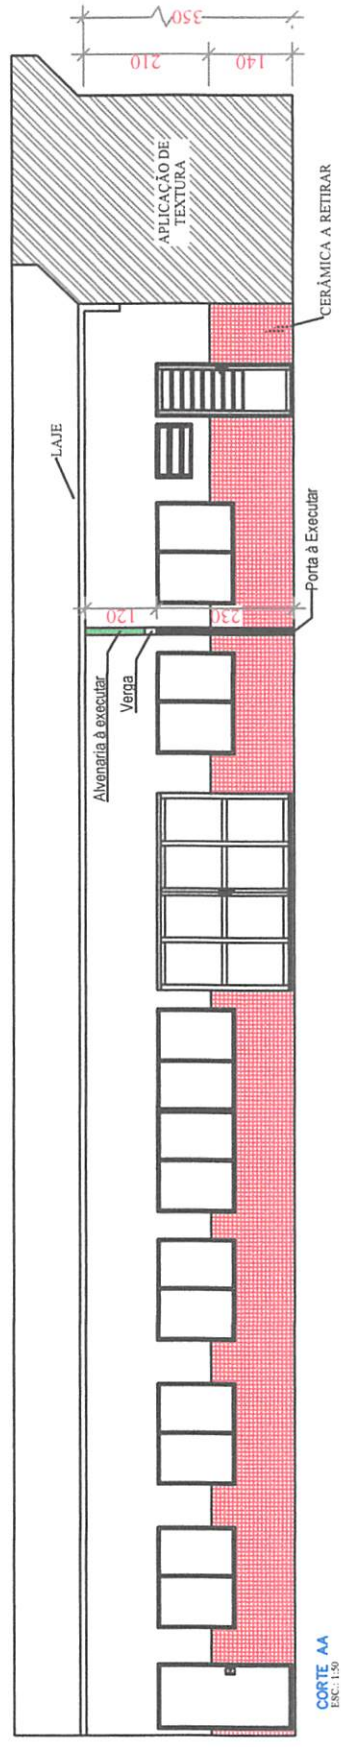 350
210
140
APLICAÇÃO DE
TEXTURA
CERÂMICA A RETIRAR
LAJE
120
230
Porta à Executar
Alvenaria à executar
Verga
CORTE AA
ESC.: 1:50